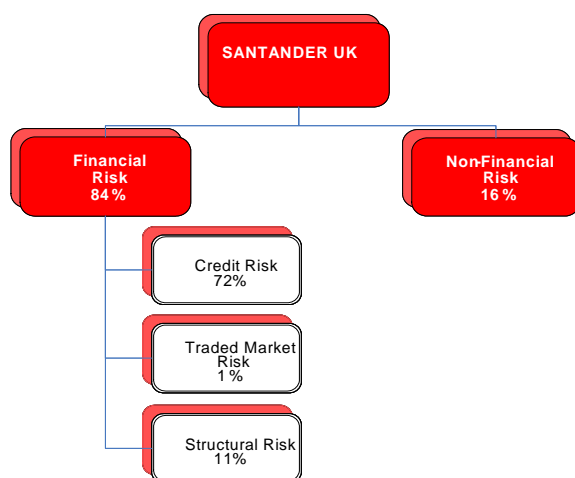 SANTANDER UK
Financial
Risk
84%
Non-Financial
Risk
16%
Credit Risk
72%
Traded Market
Risk
1%
Structural Risk
11%